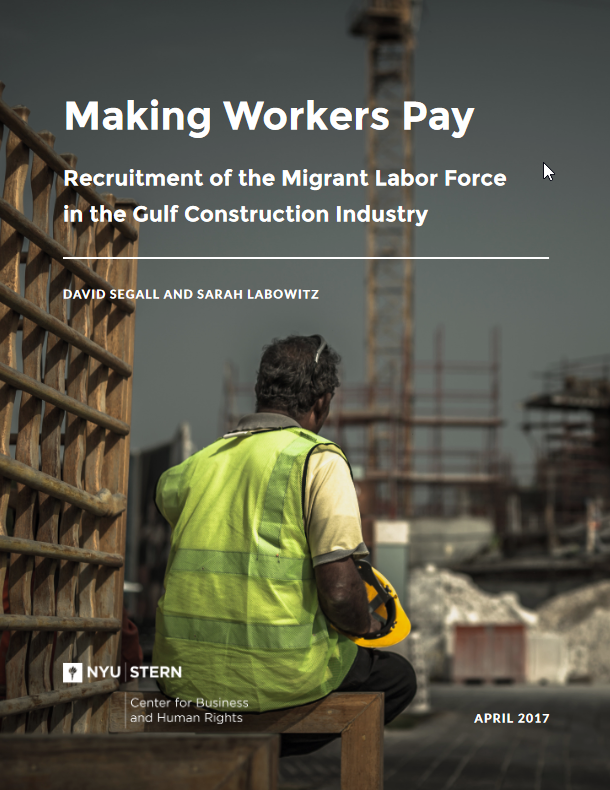 Making Workers Pay
Recruitment of the Migrant Labor Force
in the Gulf Construction Industry
DAVID SEGALL AND SARAH LABOWITZ
NYU STERN
Center for Business
and Human Rights
APRIL 2017